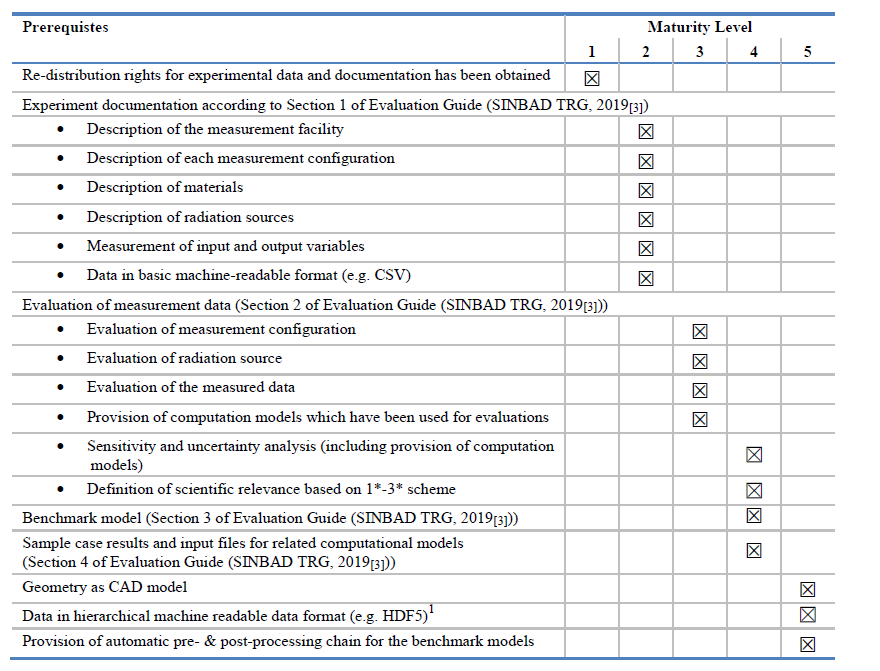 Prerequistes
Maturity Level
1 2 3 4 5
Re-distribution rights for experimental data and documentation has been obtained ☒
Experiment documentation according to Section 1 of Evaluation Guide (SINBAD TRG, 2019[3])
• Description of the measurement facility ☒
• Description of each measurement configuration ☒
• Description of materials ☒
• Description of radiation sources ☒
• Measurement of input and output variables ☒
• Data in basic machine-readable format (e.g. CSV) ☒
Evaluation of measurement data (Section 2 of Evaluation Guide (SINBAD TRG, 2019[3]))
• Evaluation of measurement configuration ☒
• Evaluation of radiation source ☒
• Evaluation of the measured data ☒
• Provision of computation models which have been used for evaluations ☒
• Sensitivity and uncertainty analysis (including provision of computation
models) ☒
• Definition of scientific relevance based on 1*-3* scheme ☒
Benchmark model (Section 3 of Evaluation Guide (SINBAD TRG, 2019[3])) ☒
Sample case results and input files for related computational models
(Section 4 of Evaluation Guide (SINBAD TRG, 2019[3])) ☒
Geometry as CAD model ☒
Data in hierarchical machine readable data format (e.g. HDF5)1 ☒
Provision of automatic pre- & post-processing chain for the benchmark models ☒